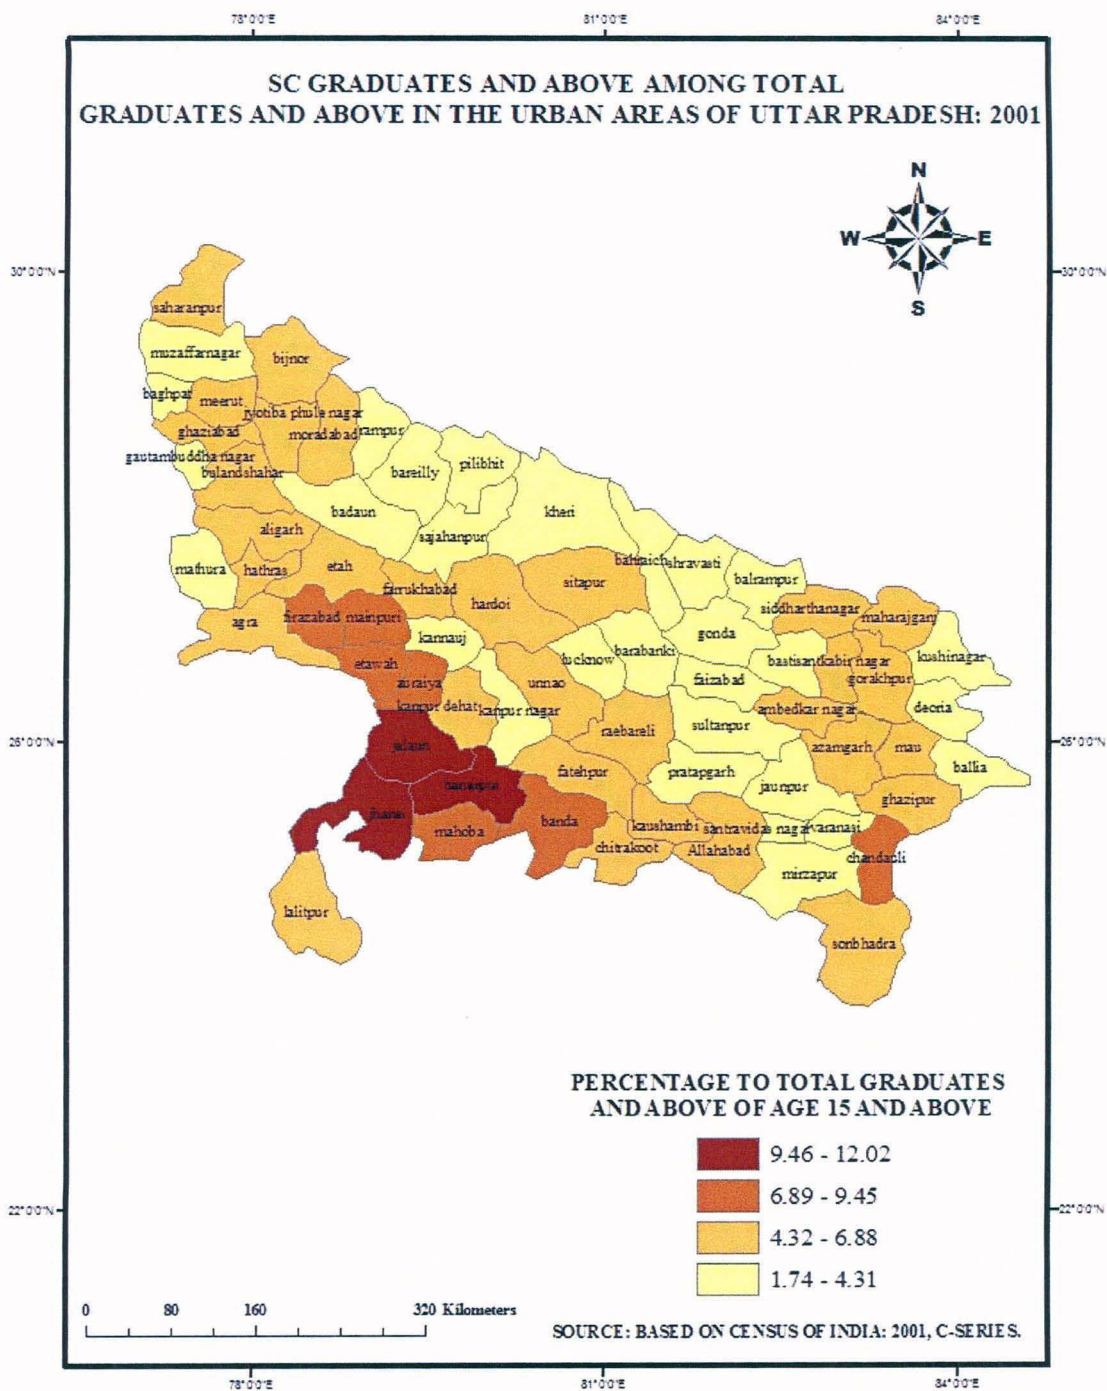 78°0'0"E
81°0'0"E
84°0'0"E
SC GRADUATES AND ABOVE AMONG TOTAL
GRADUATES AND ABOVE IN THE URBAN AREAS OF UTTAR PRADESH: 2001
N
W
E
S
30°0'0"N
30°0'0"N
saharanpur
muzaffarnagar
bijnor
baghpat
meerut
jyotiba phule nagar
ghaziabad
moradabad
rampur
gautambuddha nagar
bulandshahar
bareilly
pilibhit
badaun
kheri
aligarh
sajahanpur
mathura
hathras
etah
farrukhabad
hardoi
sitapur
bahraich
shravasti
balrampur
siddharthanagar
maharajganj
agra
firazabad
mainpuri
kannauj
lucknow
barabanki
gonda
basti
santkabir nagar
kushinagar
etawah
auraiya
unnao
faizabad
gorakhpur
kanpur dehat
kanpur nagar
raebareli
sultanpur
ambedkar nagar
deoria
26°0'0"N
26°0'0"N
jalaun
azamgarh
mau
ballia
fatehpur
pratapgarh
jaunpur
hamirpur
ghazipur
jhansi
mahoba
banda
kaushambi
santravidas nagar
varanasi
chitrakoot
Allahabad
chandauli
mirzapur
lalitpur
sonbhadra
PERCENTAGE TO TOTAL GRADUATES
AND ABOVE OF AGE 15 AND ABOVE
9.46 - 12.02
6.89 - 9.45
4.32 - 6.88
1.74 - 4.31
22°0'0"N
22°0'0"N
0 80 160 320 Kilometers
SOURCE: BASED ON CENSUS OF INDIA: 2001, C-SERIES.
78°0'0"E
81°0'0"E
84°0'0"E